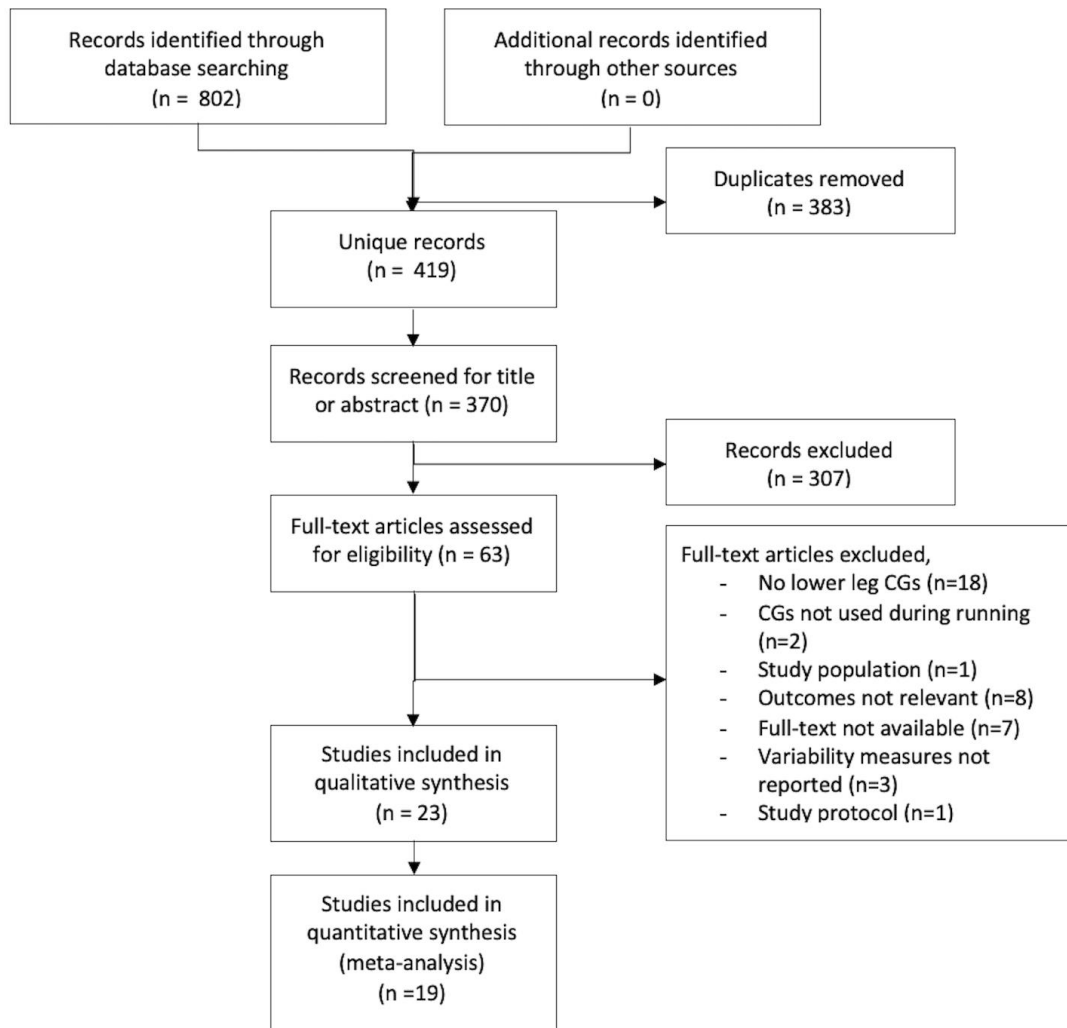 Records identified through
database searching
(n = 802)
Additional records identified
through other sources
(n = 0)
Duplicates removed
(n = 383)
Unique records
(n = 419)
Records screened for title
or abstract (n = 370)
Records excluded
(n = 307)
Full-text articles assessed
for eligibility (n = 63)
Full-text articles excluded,
- No lower leg CGs (n=18)
- CGs not used during running
(n=2)
- Study population (n=1)
- Outcomes not relevant (n=8)
- Full-text not available (n=7)
- Variability measures not
reported (n=3)
- Study protocol (n=1)
Studies included in
qualitative synthesis
(n = 23)
Studies included in
quantitative synthesis
(meta-analysis)
(n =19)